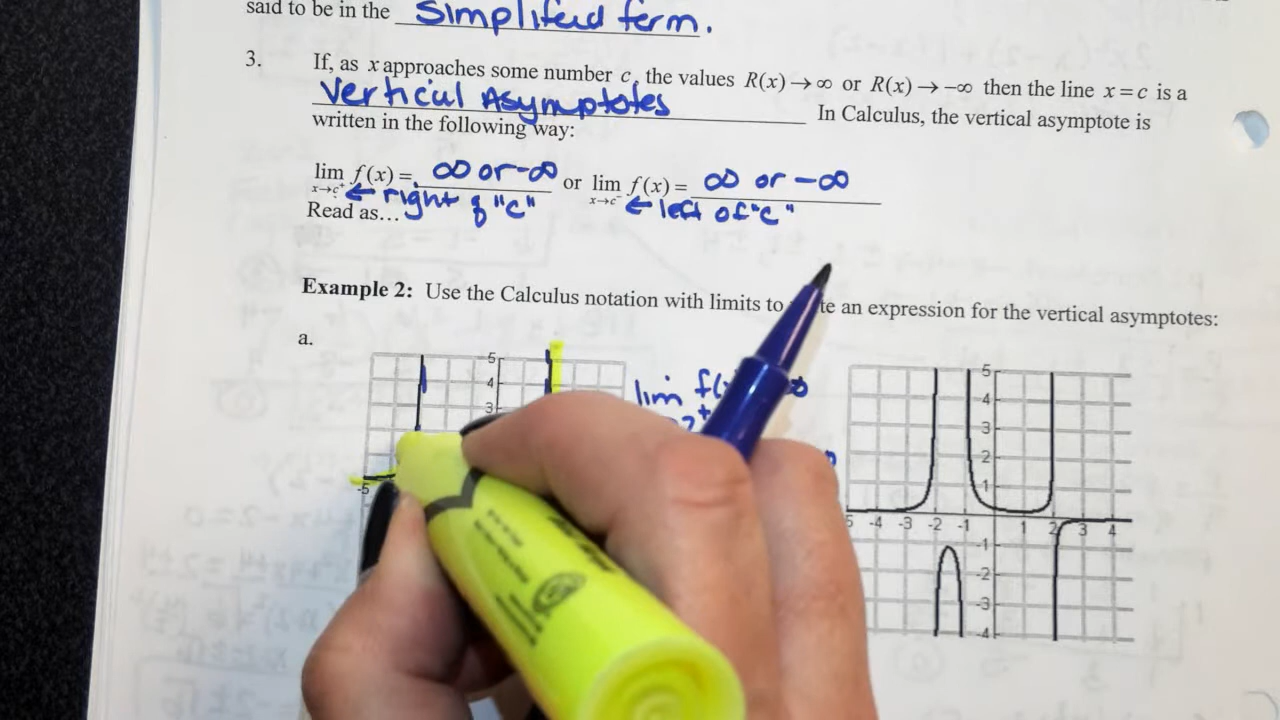 said to be in the Simplifeid form.
3. If, as x approaches some number c, the values R(x)→∞ or R(x)→−∞ then the line x=c is a
Vertical Asymptotes In Calculus, the vertical asymptote is
written in the following way:
lim f(x)= ∞ or -∞ or lim f(x)= ∞ or -∞
x→c⁺ ← right of "c" x→c⁻ ← left of "c"
Read as...
Example 2: Use the Calculus notation with limits to an expression for the vertical asymptotes:
a.
5
4
3
-5
lim f(
2⁺
5
4
3
2
1
-4 -3 -2 -1 1 2 3 4
-1
-2
-3
-4